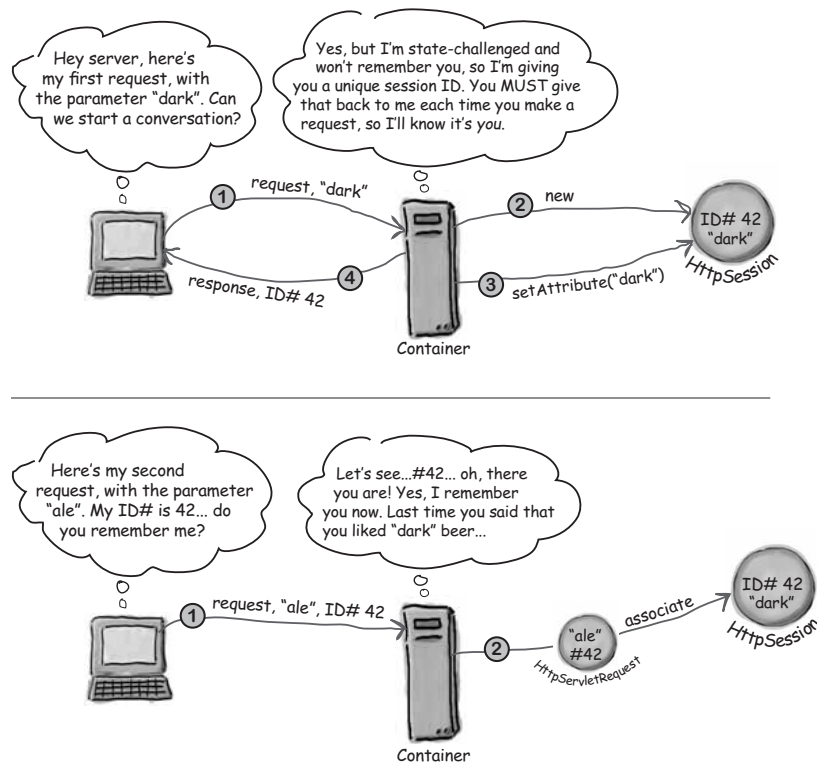 Hey server, here's
my first request, with
the parameter “dark”. Can
we start a conversation?
Yes, but I'm state-challenged and
won't remember you, so I'm giving
you a unique session ID. You MUST give
that back to me each time you make a
request, so I'll know it's you.
1
request, “dark”
2
new
ID# 42
“dark”
HttpSession
4
response, ID# 42
3
setAttribute(“dark”)
Container
Here's my second
request, with the parameter
“ale”. My ID# is 42... do
you remember me?
Let's see...#42... oh, there
you are! Yes, I remember
you now. Last time you said that
you liked “dark” beer...
1
request, “ale”, ID# 42
2
“ale”
#42
HttpServletRequest
associate
ID# 42
“dark”
HttpSession
Container